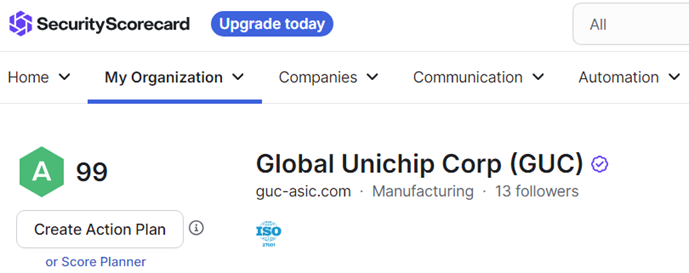 SecurityScorecard
Upgrade today
All
Home
My Organization
Companies
Communication
Automation
A 99
Global Unichip Corp (GUC)
guc-asic.com · Manufacturing · 13 followers
Create Action Plan
ISO
27001
or Score Planner